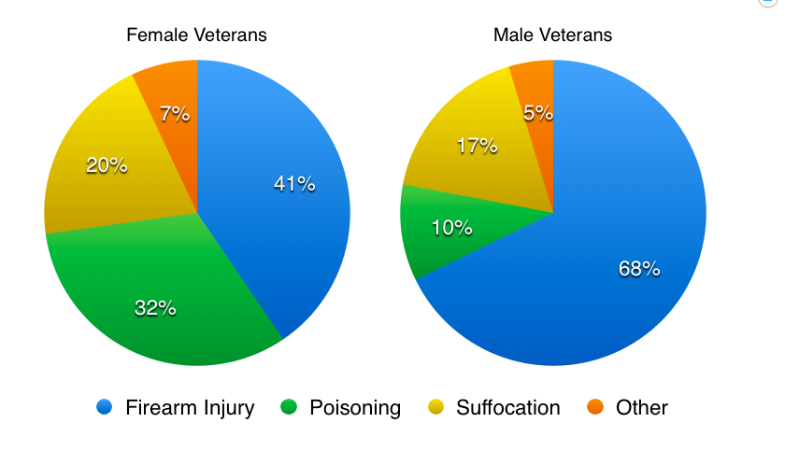 Female Veterans
Male Veterans
7%
5%
20%
17%
41%
10%
68%
32%
Firearm Injury
Poisoning
Suffocation
Other